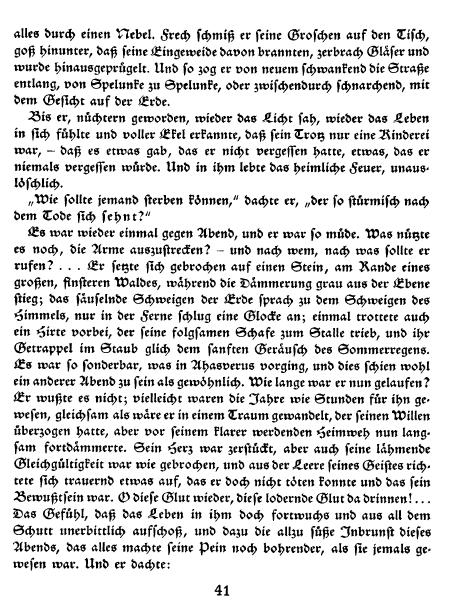 alles durch einen Nebel. Frech schmiß er seine Groschen auf den Tisch,
goß hinunter, daß seine Eingeweide davon brannten, zerbrach Gläser und
wurde hinausgeprügelt. Und so zog er von neuem schwankend die Straße
entlang, von Spelunke zu Spelunke, oder zwischendurch schnarchend, mit
dem Gesicht auf der Erde.
Bis er, nüchtern geworden, wieder das Licht sah, wieder das Leben
in sich fühlte und voller Ekel erkannte, daß sein Trotz nur eine Kinderei
war, – daß es etwas gab, das er nicht vergessen hatte, etwas, das er
niemals vergessen würde. Und in ihm lebte das heimliche Feuer, unaus-
löschlich.
„Wie sollte jemand sterben können,“ dachte er, „der so stürmisch nach
dem Tode sich sehnt?“
Es war wieder einmal gegen Abend, und er war so müde. Was nützte
es noch, die Arme auszustrecken? – und nach wem, nach was sollte er
rufen? . . . Er setzte sich gebrochen auf einen Stein, am Rande eines
großen, finsteren Waldes, während die Dämmerung grau aus der Ebene
stieg; das säuselnde Schweigen der Erde sprach zu dem Schweigen des
Himmels, nur in der Ferne schlug eine Glocke an; einmal trottete auch
ein Hirte vorbei, der seine folgsamen Schafe zum Stalle trieb, und ihr
Getrappel im Staub glich dem sanften Geräusch des Sommerregens.
Es war so sonderbar, was in Ahasverus vorging, und dies schien wohl
ein anderer Abend zu sein als gewöhnlich. Wie lange war er nun gelaufen?
Er wußte es nicht; vielleicht waren die Jahre wie Stunden für ihn ge-
wesen, gleichsam als wäre er in einem Traum gewandelt, der seinen Willen
überzogen hatte, aber vor seinem klarer werdenden Heimweh nun lang-
sam fortdämmerte. Sein Herz war zerstückt, aber auch seine lähmende
Gleichgültigkeit war wie gebrochen, und aus der Leere seines Geistes rich-
tete sich trauernd etwas auf, das er doch nicht töten konnte und das sein
Bewußtsein war. O diese Glut wieder, diese lodernde Glut da drinnen! . . .
Das Gefühl, daß das Leben in ihm doch fortwuchs und aus all dem
Schutt unerbittlich aufschoß, und dazu die allzu süße Inbrunst dieses
Abends, das alles machte seine Pein noch bohrender, als sie jemals ge-
wesen war. Und er dachte:
41